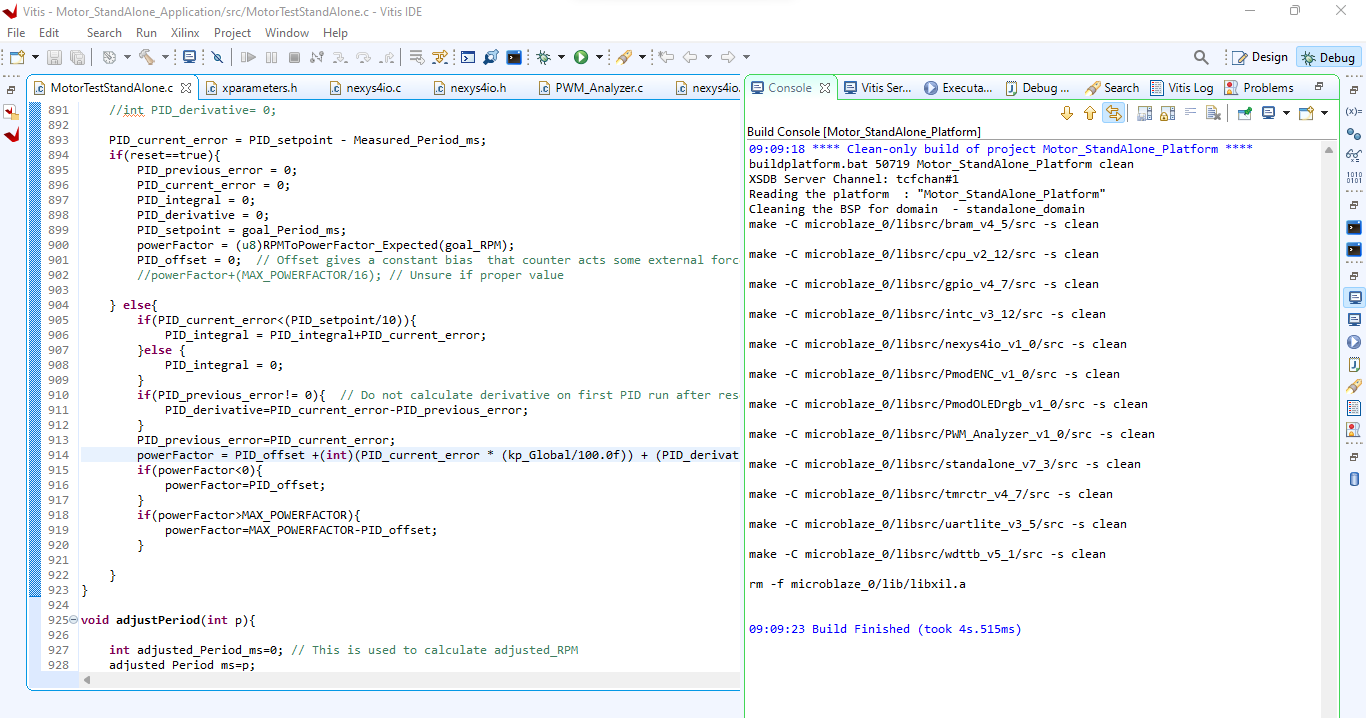 Vitis - Motor_StandAlone_Application/src/MotorTestStandAlone.c - Vitis IDE
File Edit Search Run Xilinx Project Window Help
Design Debug
MotorTestStandAlone.c xparameters.h nexys4io.c nexys4io.h PWM_Analyzer.c nexys4io.
891 //int PID_derivative= 0;
892
893 PID_current_error = PID_setpoint - Measured_Period_ms;
894 if(reset==true){
895 PID_previous_error = 0;
896 PID_current_error = 0;
897 PID_integral = 0;
898 PID_derivative = 0;
899 PID_setpoint = goal_Period_ms;
900 powerFactor = (u8)RPMToPowerFactor_Expected(goal_RPM);
901 PID_offset = 0; // Offset gives a constant bias that counter acts some external forc
902 //powerFactor+(MAX_POWERFACTOR/16); // Unsure if proper value
903
904 } else{
905 if(PID_current_error<(PID_setpoint/10)){
906 PID_integral = PID_integral+PID_current_error;
907 }else {
908 PID_integral = 0;
909 }
910 if(PID_previous_error!= 0){ // Do not calculate derivative on first PID run after res
911 PID_derivative=PID_current_error-PID_previous_error;
912 }
913 PID_previous_error=PID_current_error;
914 powerFactor = PID_offset +(int)(PID_current_error * (kp_Global/100.0f)) + (PID_derivat
915 if(powerFactor<0){
916 powerFactor=PID_offset;
917 }
918 if(powerFactor>MAX_POWERFACTOR){
919 powerFactor=MAX_POWERFACTOR-PID_offset;
920 }
921
922 }
923 }
924
925 void adjustPeriod(int p){
926
927 int adjusted_Period_ms=0; // This is used to calculate adjusted_RPM
928 adjusted_Period_ms=p;
Console Vitis Ser... Executa... Debug ... Search Vitis Log Problems
Build Console [Motor_StandAlone_Platform]
09:09:18 **** Clean-only build of project Motor_StandAlone_Platform ****
buildplatform.bat 50719 Motor_StandAlone_Platform clean
XSDB Server Channel: tcfchan#1
Reading the platform : "Motor_StandAlone_Platform"
Cleaning the BSP for domain - standalone_domain
make -C microblaze_0/libsrc/bram_v4_5/src -s clean
make -C microblaze_0/libsrc/cpu_v2_12/src -s clean
make -C microblaze_0/libsrc/gpio_v4_7/src -s clean
make -C microblaze_0/libsrc/intc_v3_12/src -s clean
make -C microblaze_0/libsrc/nexys4io_v1_0/src -s clean
make -C microblaze_0/libsrc/PmodENC_v1_0/src -s clean
make -C microblaze_0/libsrc/PmodOLEDrgb_v1_0/src -s clean
make -C microblaze_0/libsrc/PWM_Analyzer_v1_0/src -s clean
make -C microblaze_0/libsrc/standalone_v7_3/src -s clean
make -C microblaze_0/libsrc/tmrctr_v4_7/src -s clean
make -C microblaze_0/libsrc/uartlite_v3_5/src -s clean
make -C microblaze_0/libsrc/wdttb_v5_1/src -s clean
rm -f microblaze_0/lib/libxil.a
09:09:23 Build Finished (took 4s.515ms)
(x)=
1010
0101